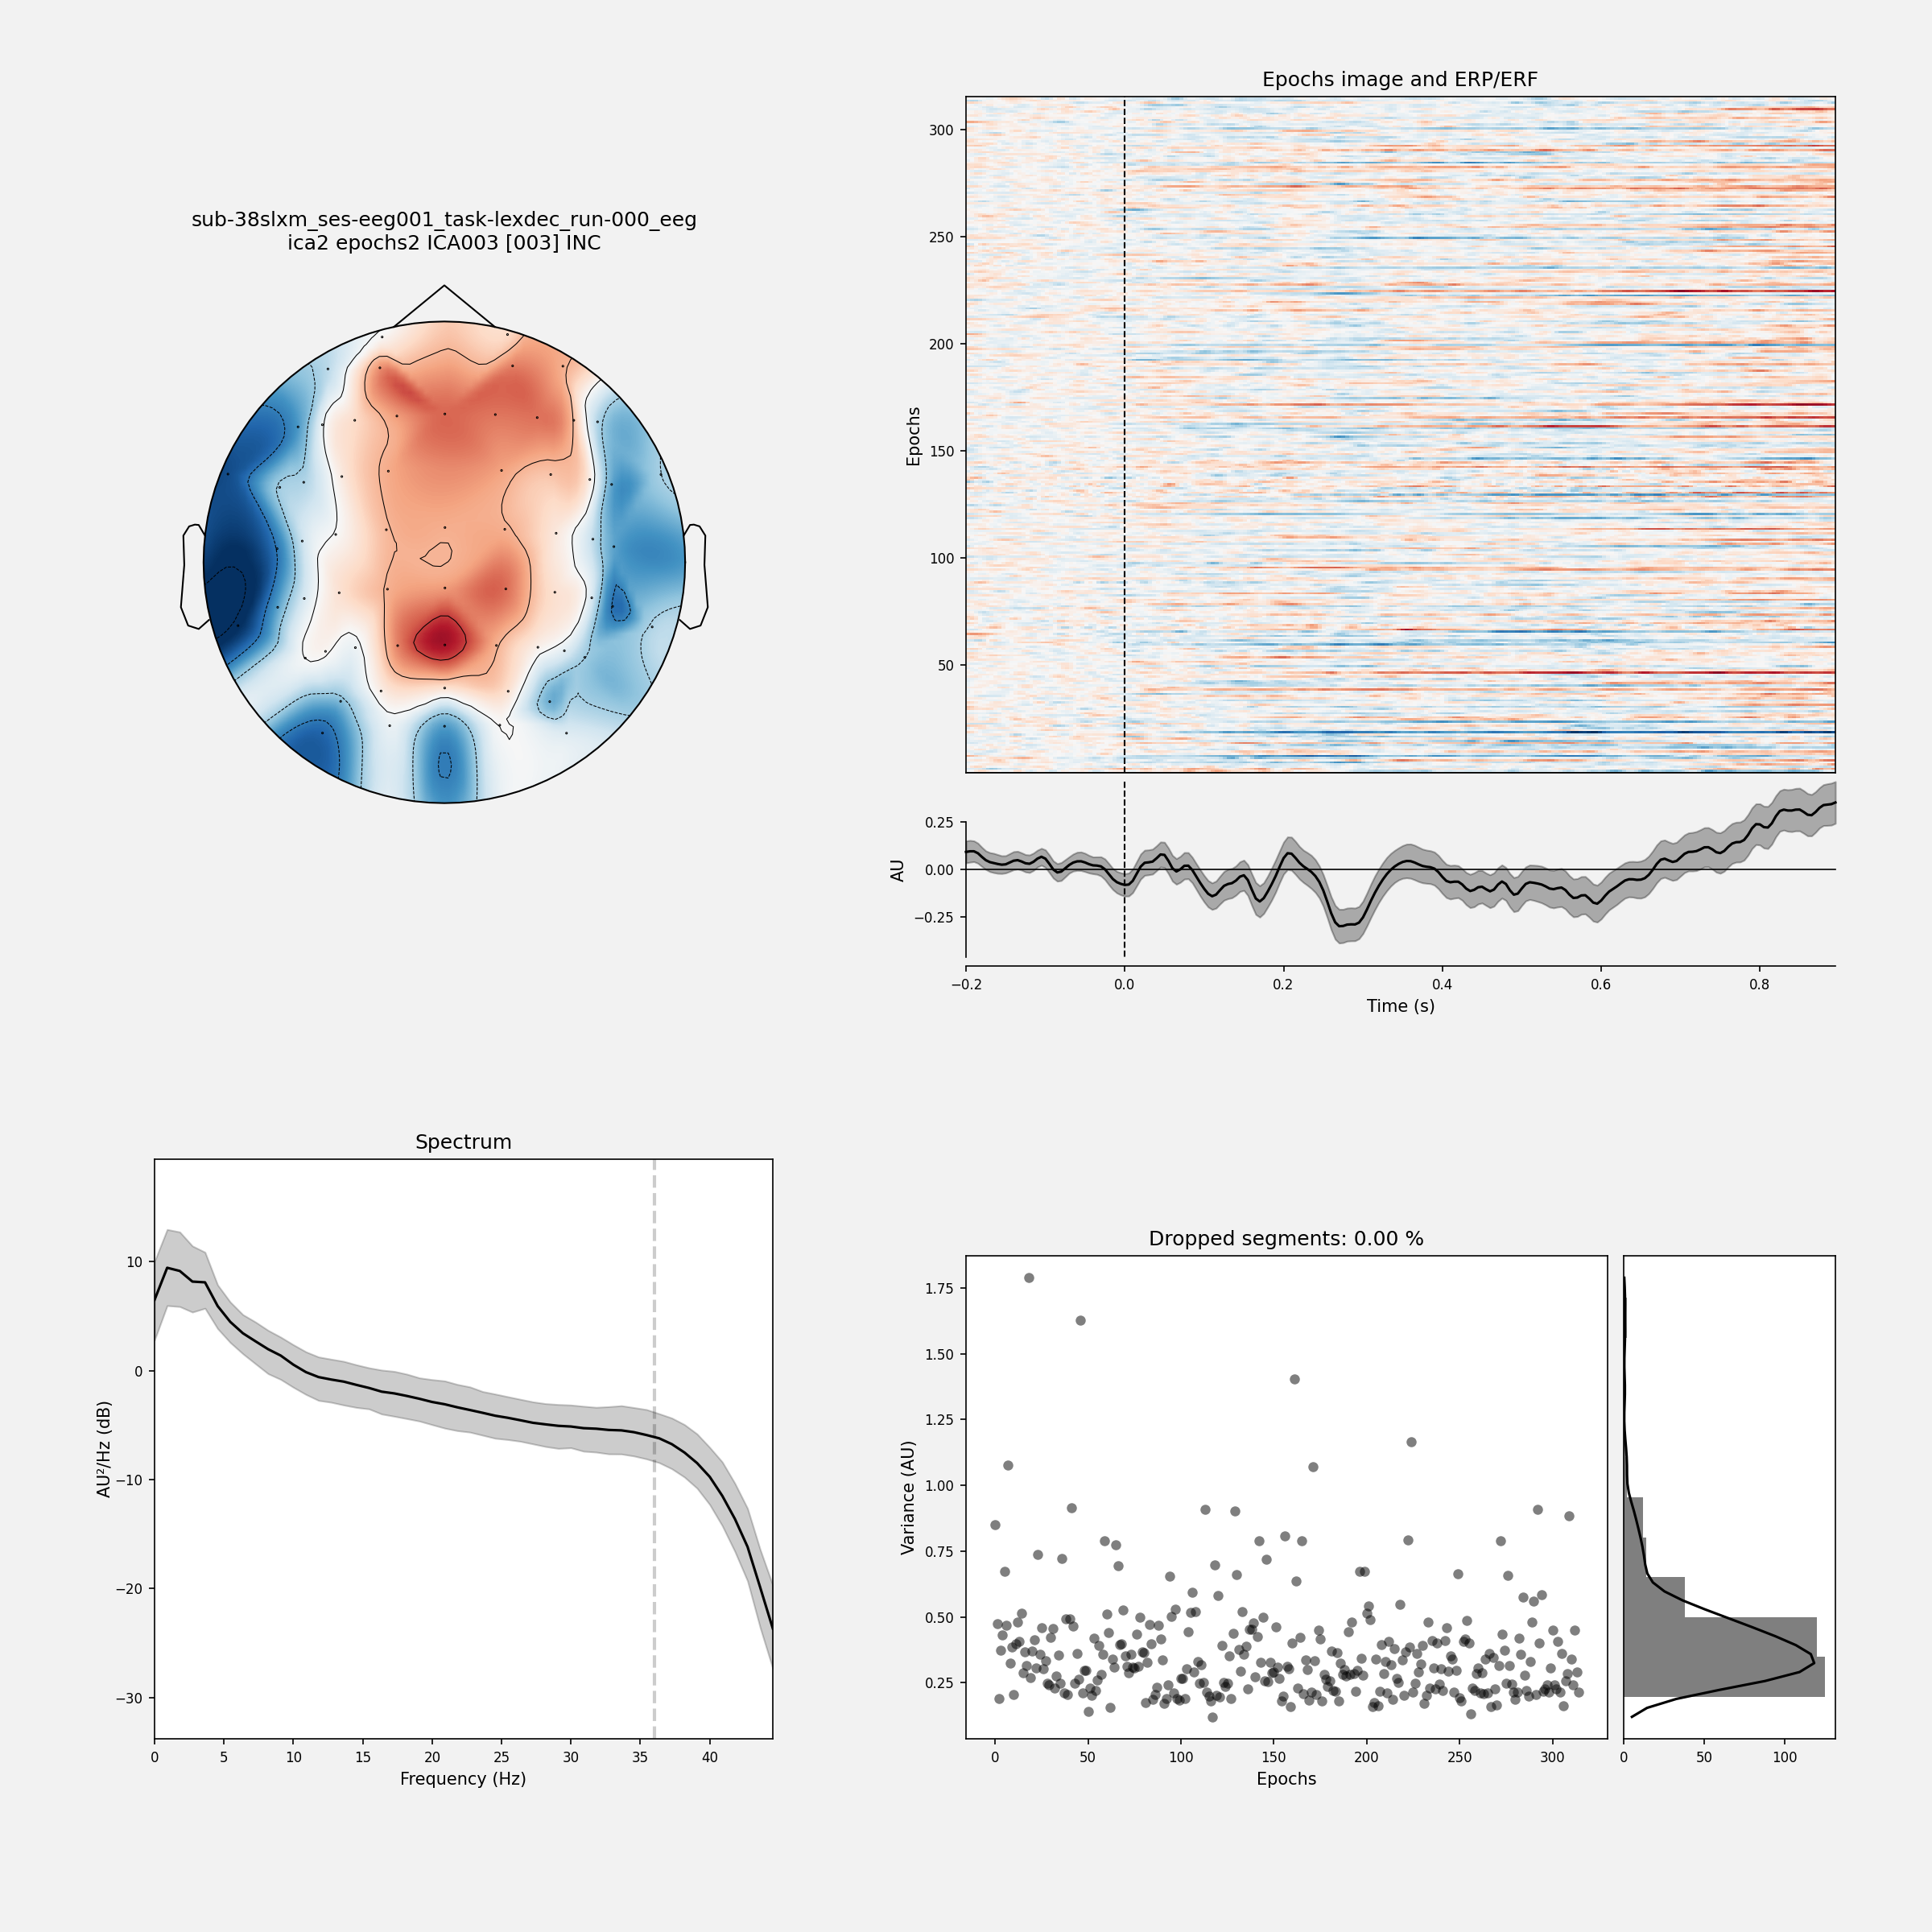 sub-38slxm_ses-eeg001_task-lexdec_run-000_eeg
ica2 epochs2 ICA003 [003] INC
Epochs image and ERP/ERF
300
250
200
150
100
50
Epochs
0.25
0.00
−0.25
AU
−0.2 0.0 0.2 0.4 0.6 0.8
Time (s)
Spectrum
10
0
−10
−20
−30
AU²/Hz (dB)
0 5 10 15 20 25 30 35 40
Frequency (Hz)
Dropped segments: 0.00 %
1.75
1.50
1.25
1.00
0.75
0.50
0.25
Variance (AU)
0 50 100 150 200 250 300
Epochs
0 50 100